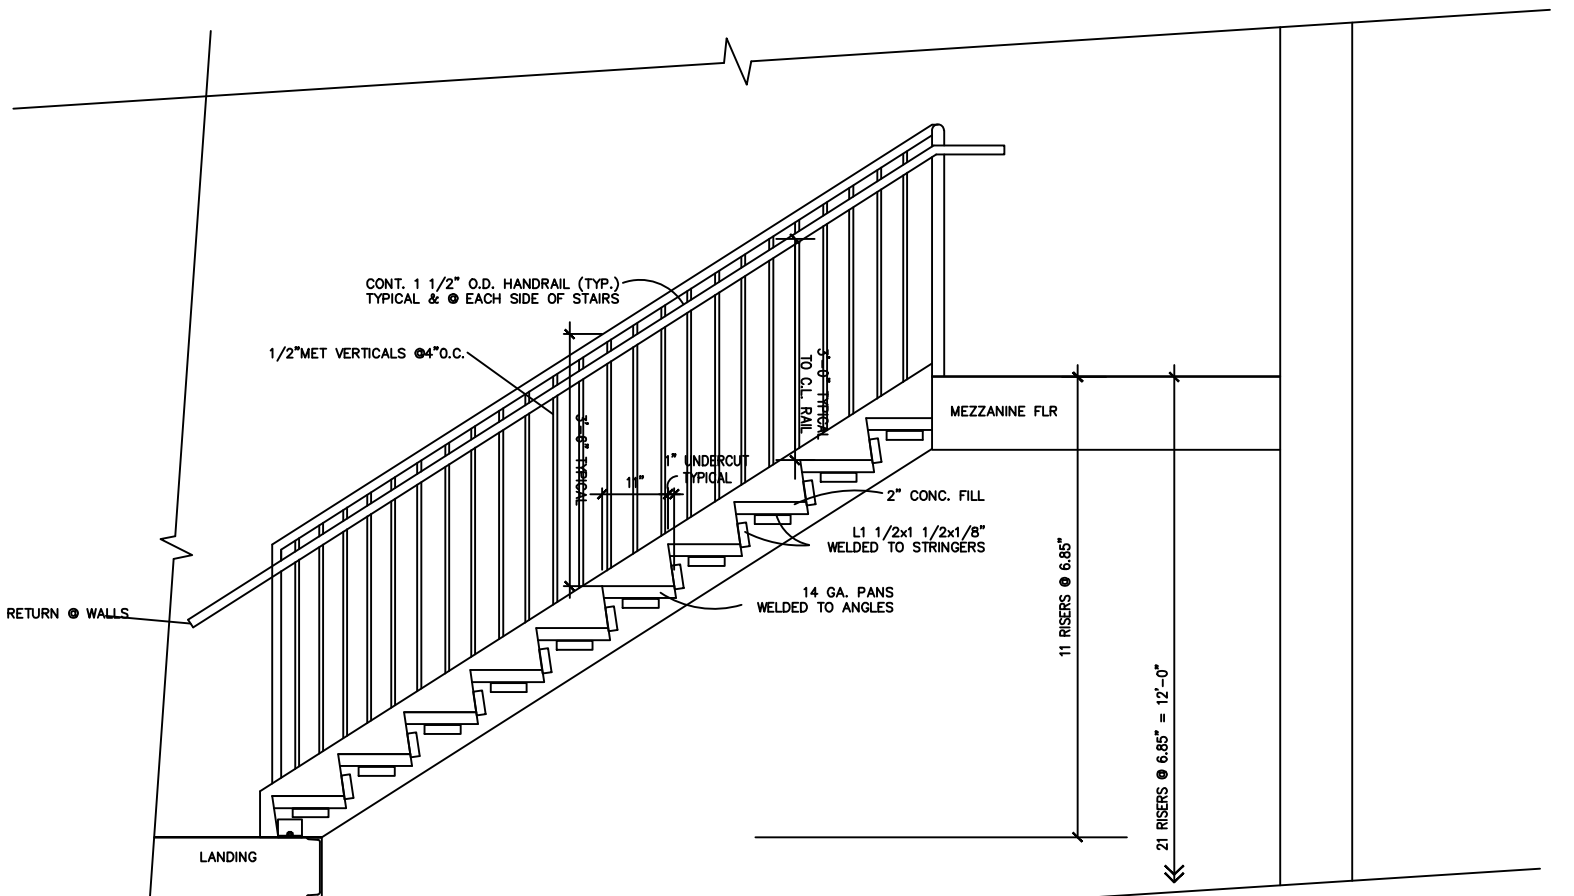 CONT. 1 1/2" O.D. HANDRAIL (TYP.)
TYPICAL & @ EACH SIDE OF STAIRS
1/2"MET VERTICALS @4"O.C.
3'-6" TYPICAL
3'-0" TYPICAL
TO C.L. RAIL
1" UNDERCUT
TYPICAL
11"
MEZZANINE FLR
2" CONC. FILL
L1 1/2x1 1/2x1/8"
WELDED TO STRINGERS
14 GA. PANS
WELDED TO ANGLES
RETURN @ WALLS
11 RISERS @ 6.85"
21 RISERS @ 6.85" = 12'-0"
LANDING